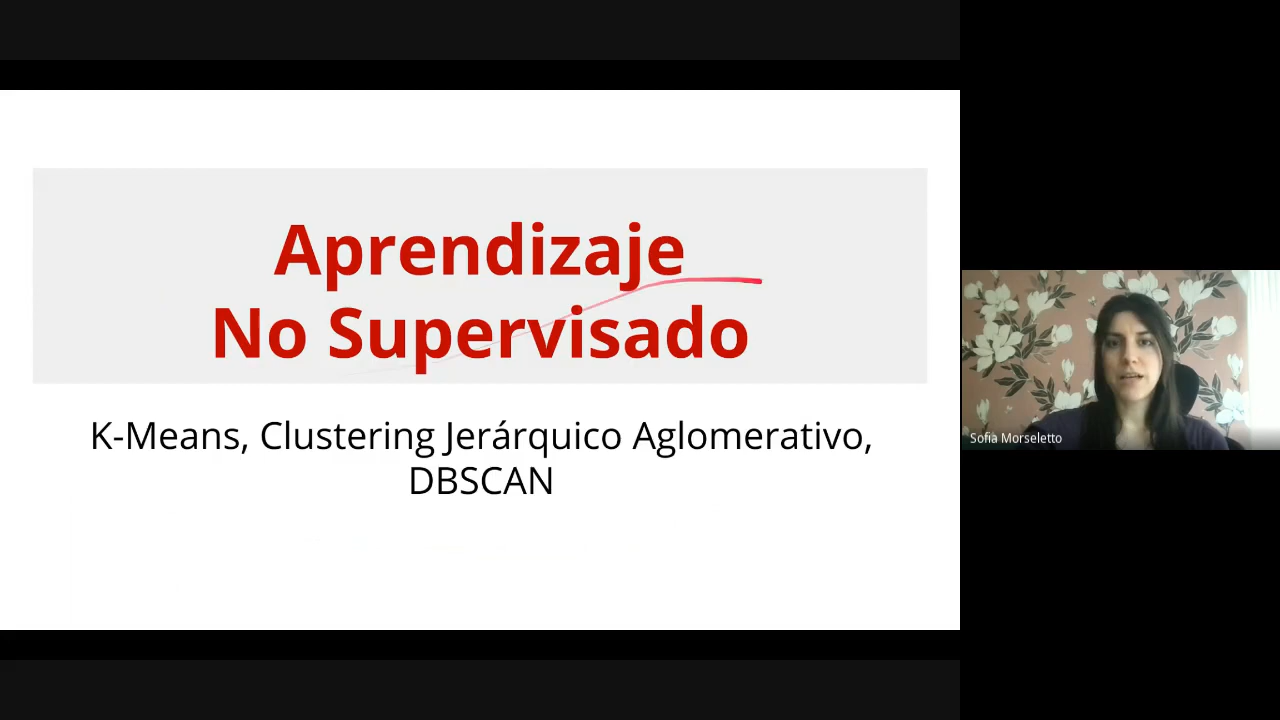 Aprendizaje
No Supervisado
K-Means, Clustering Jerárquico Aglomerativo,
DBSCAN
Sofia Morseletto